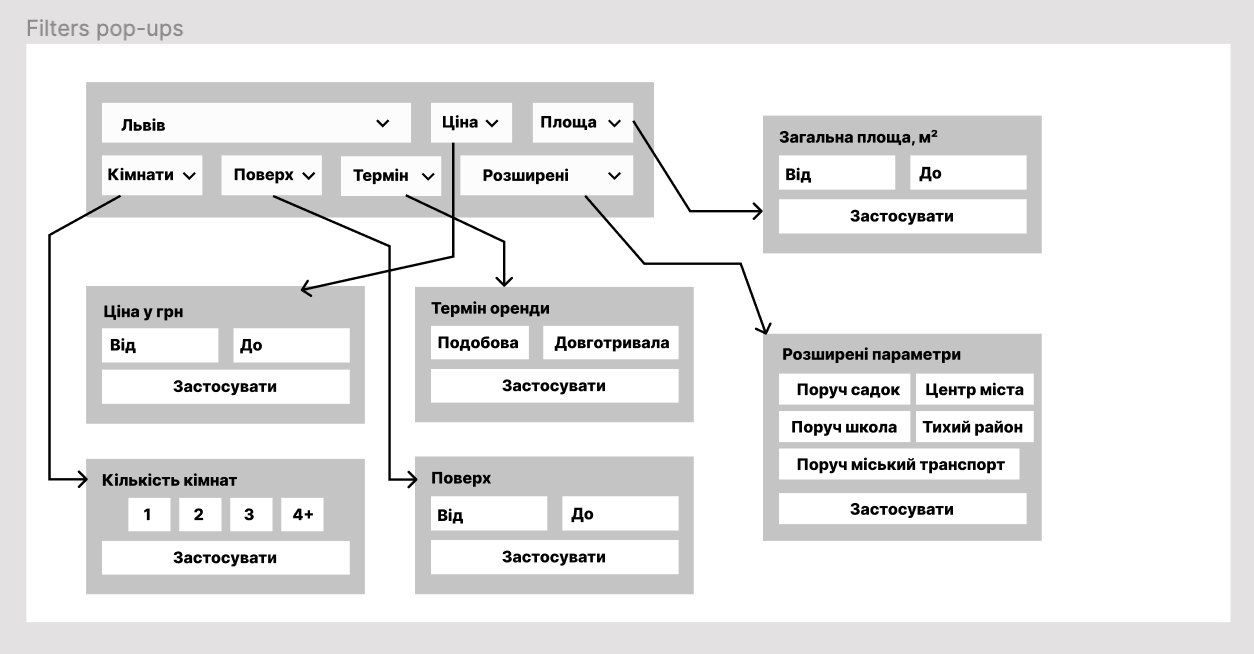 Filters pop-ups
Львів
Ціна
Площа
Кімнати
Поверх
Термін
Розширені
Загальна площа, м²
Від
До
Застосувати
Ціна у грн
Від
До
Застосувати
Термін оренди
Подобова
Довготривала
Застосувати
Розширені параметри
Поруч садок
Центр міста
Поруч школа
Тихий район
Поруч міський транспорт
Застосувати
Кількість кімнат
1
2
3
4+
Застосувати
Поверх
Від
До
Застосувати